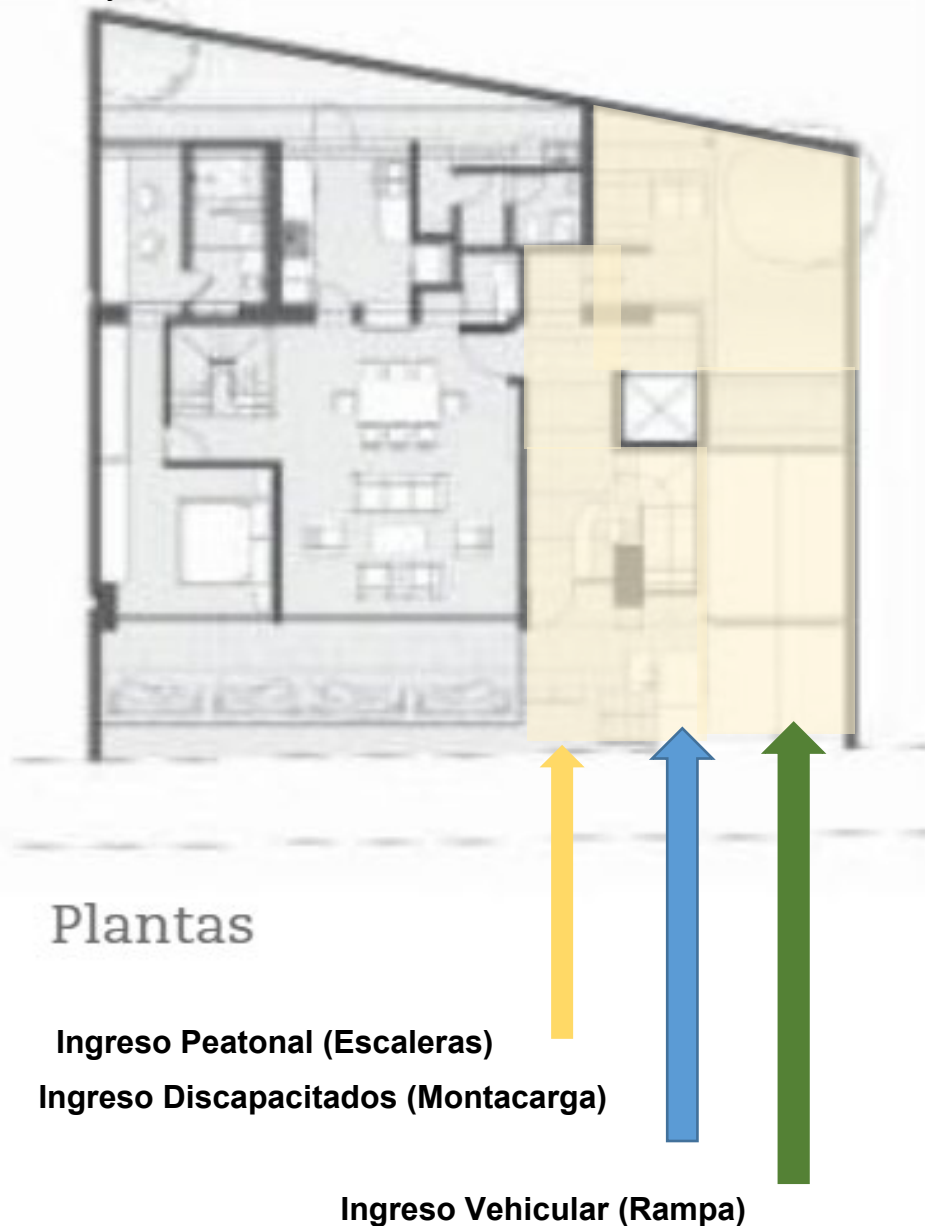 Plantas
Ingreso Peatonal (Escaleras)
Ingreso Discapacitados (Montacarga)
Ingreso Vehicular (Rampa)